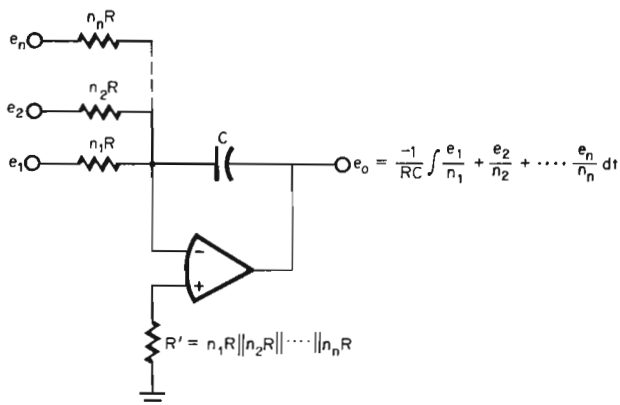 nₙR
eₙ
n₂R
e₂
n₁R
e₁
C
eₒ = -1/RC ∫ e₁/n₁ + e₂/n₂ + ···· eₙ/nₙ dt
−
+
R' = n₁R||n₂R||····||nₙR